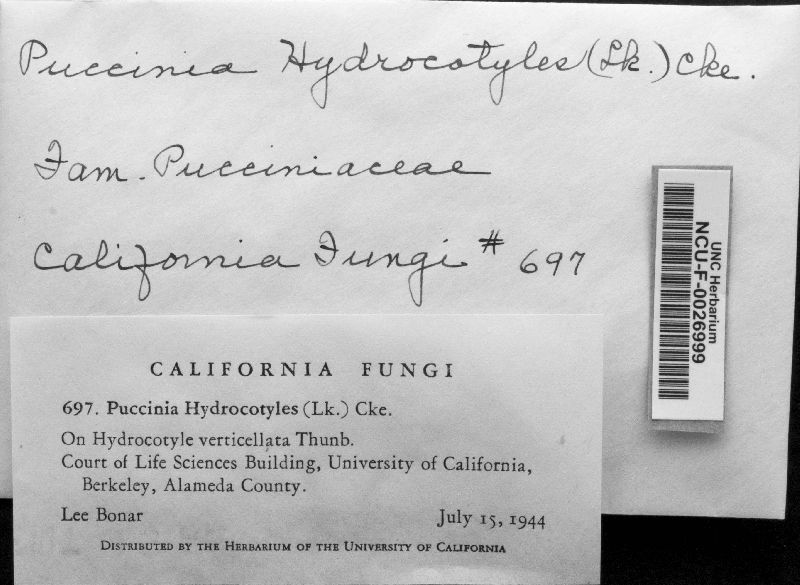 Puccinia Hydrocotyles (Lk.) Cke.
Fam. Pucciniaceae
California Fungi # 697
UNC Herbarium
NCU-F-0026999
CALIFORNIA FUNGI
697. Puccinia Hydrocotyles (Lk.) Cke.
On Hydrocotyle verticellata Thunb.
Court of Life Sciences Building, University of California,
Berkeley, Alameda County.
Lee Bonar July 15, 1944
DISTRIBUTED BY THE HERBARIUM OF THE UNIVERSITY OF CALIFORNIA